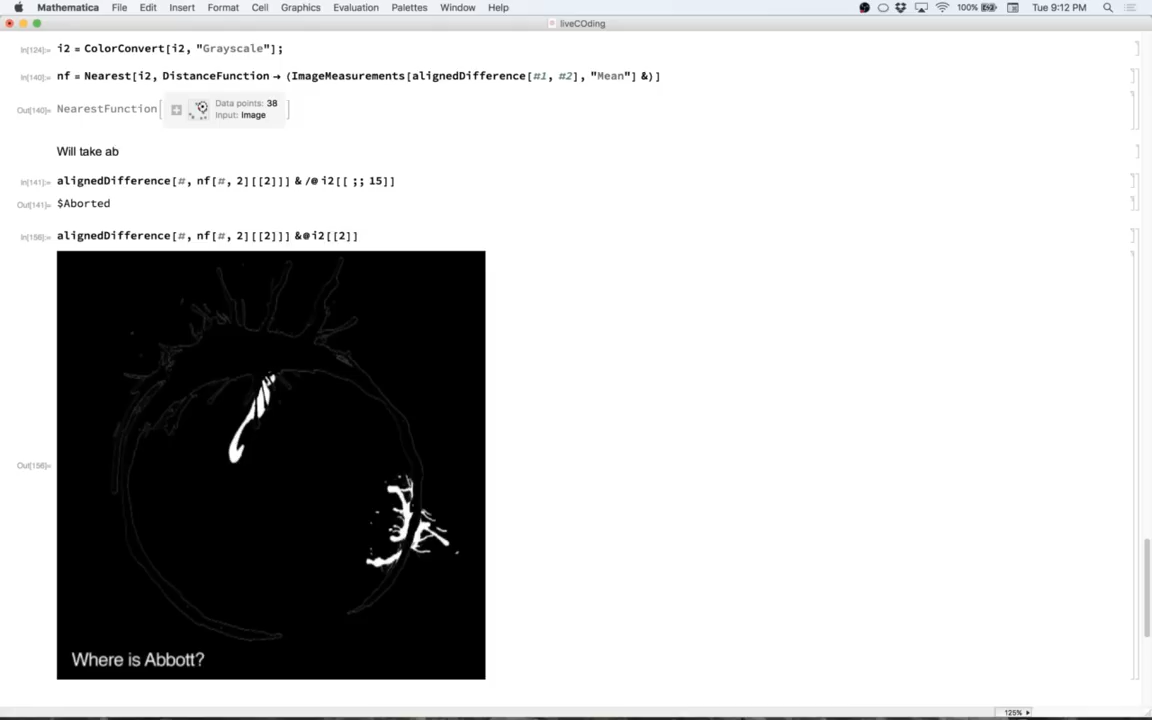 Mathematica File Edit Insert Format Cell Graphics Evaluation Palettes Window Help 100% Tue 9:12 PM
liveCOding
In[124]:= i2 = ColorConvert[i2, "Grayscale"];
In[140]:= nf = Nearest[i2, DistanceFunction → (ImageMeasurements[alignedDifference[#1, #2], "Mean"] &)]
Out[140]= NearestFunction[ Data points: 38
Input: Image ]
Will take ab
In[141]:= alignedDifference[#, nf[#, 2][[2]]] & /@ i2[[ ;; 15]]
Out[141]= $Aborted
In[156]:= alignedDifference[#, nf[#, 2][[2]]] &@i2[[2]]
Out[156]=
Where is Abbott?
125%